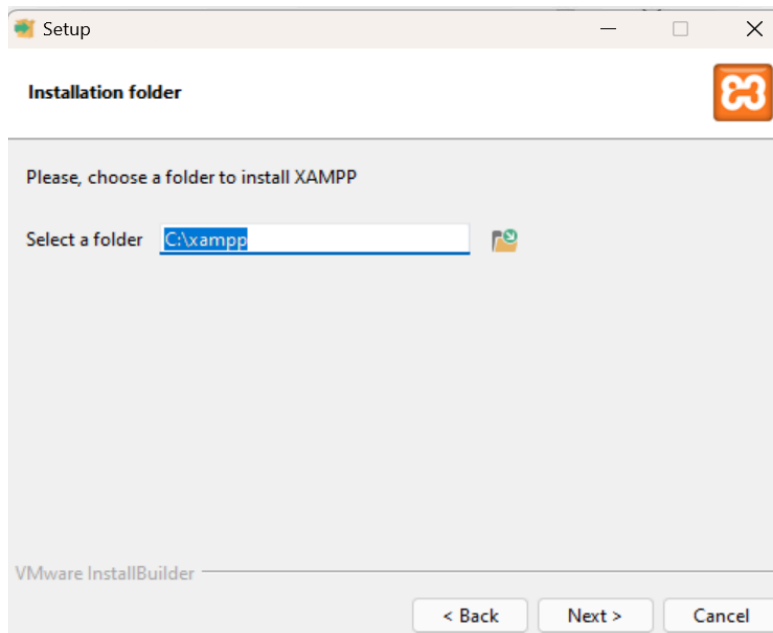 Setup
Installation folder
Please, choose a folder to install XAMPP
Select a folder C:\xampp
VMware InstallBuilder
< Back Next > Cancel